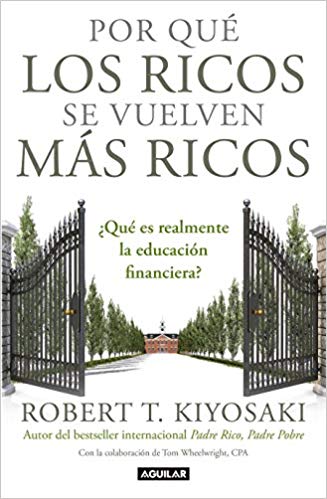 POR QUÉ
LOS RICOS
SE VUELVEN
MÁS RICOS
¿Qué es realmente
la educación
financiera?
ROBERT T. KIYOSAKI
Autor del bestseller internacional Padre Rico, Padre Pobre
Con la colaboración de Tom Wheelwright, CPA
AGUILAR